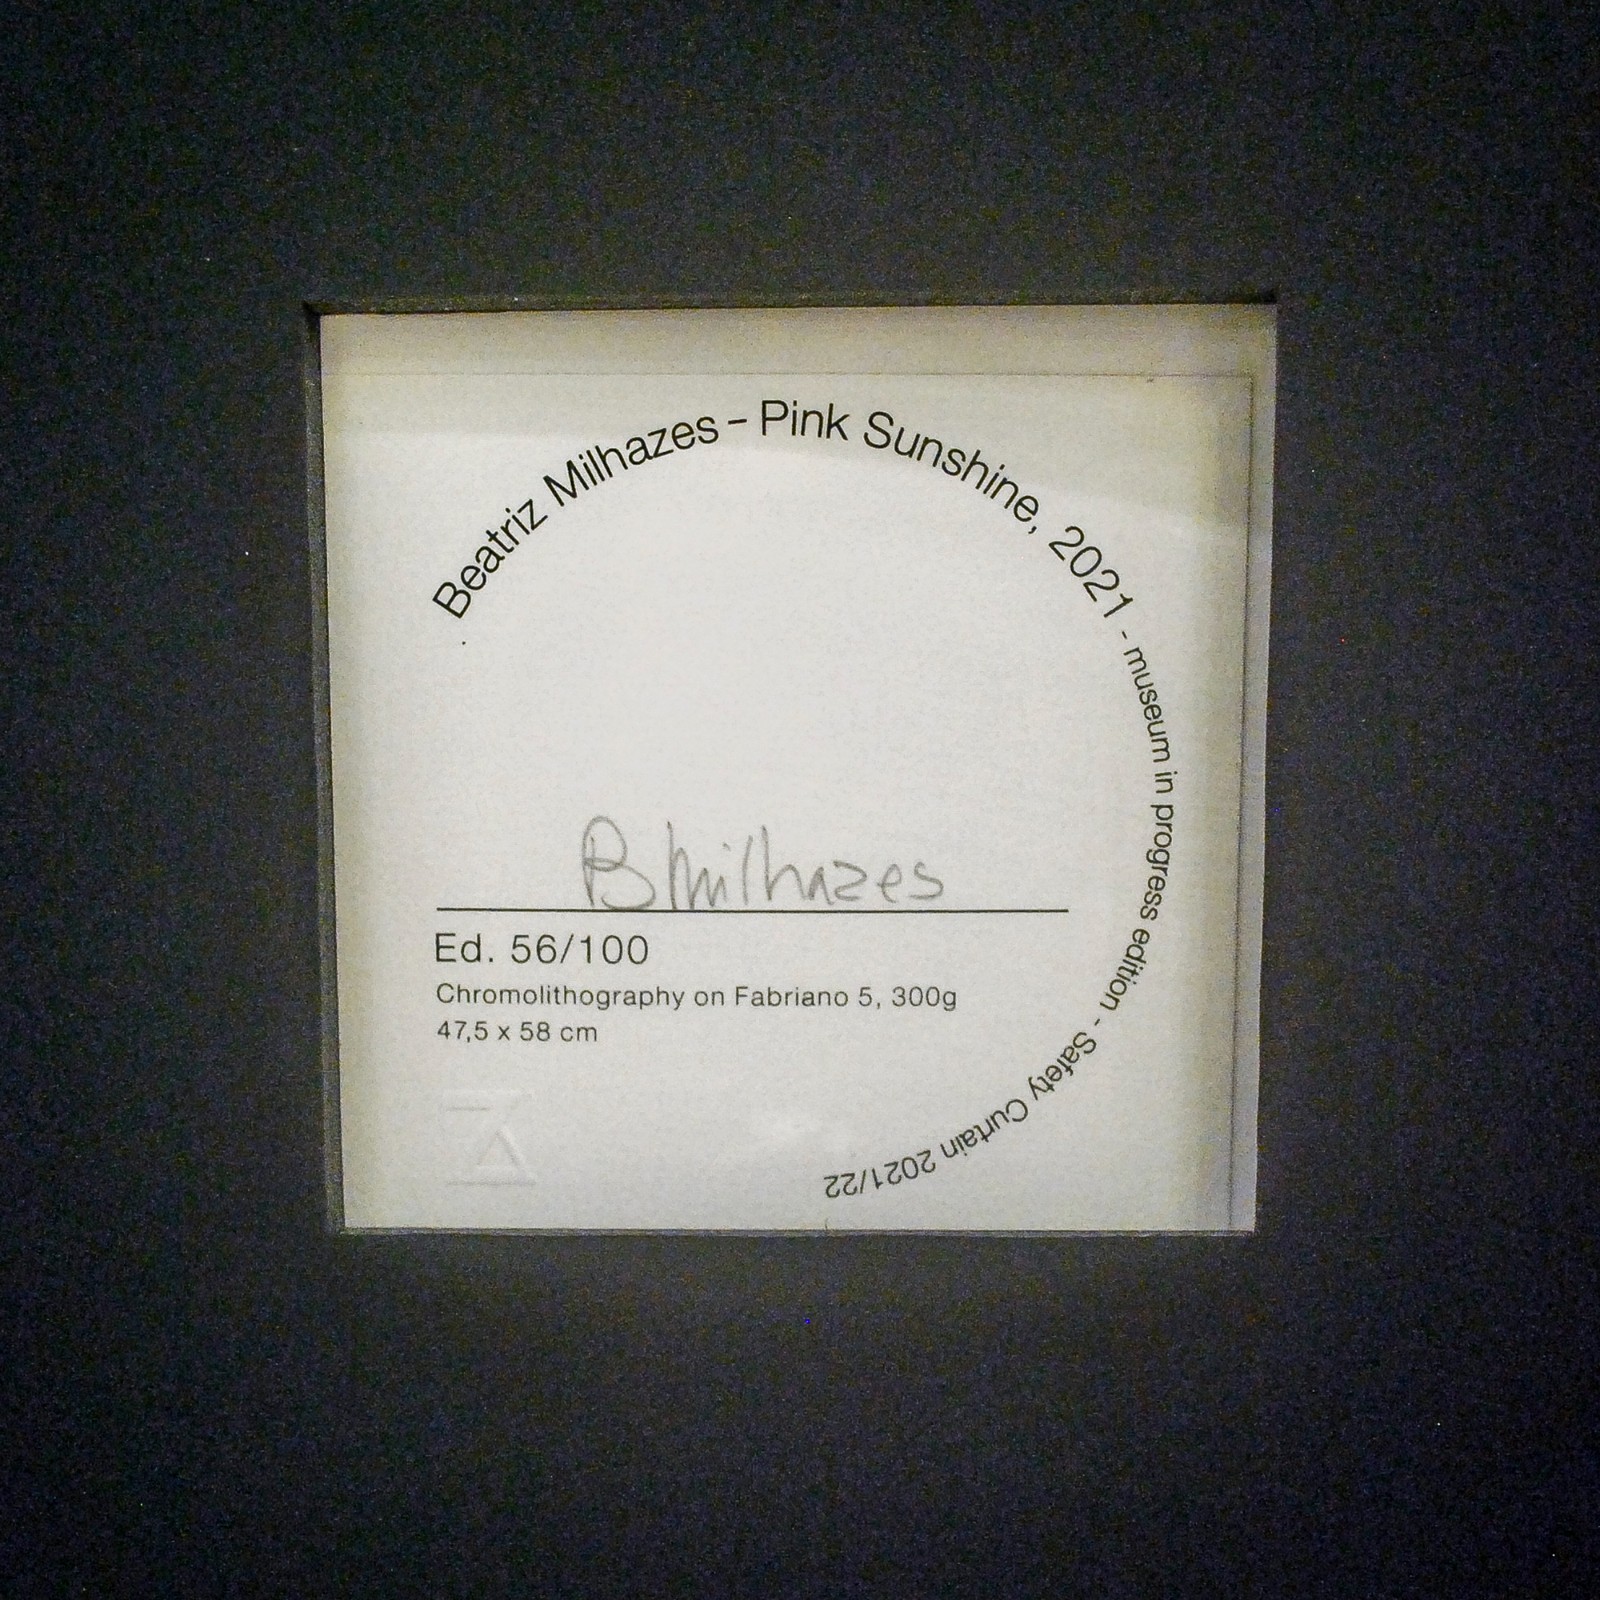 Beatriz Milhazes – Pink Sunshine, 2021 - museum in progress edition - Safety Curtain 2021/22
BMilhazes
Ed. 56/100
Chromolithography on Fabriano 5, 300g
47,5 x 58 cm